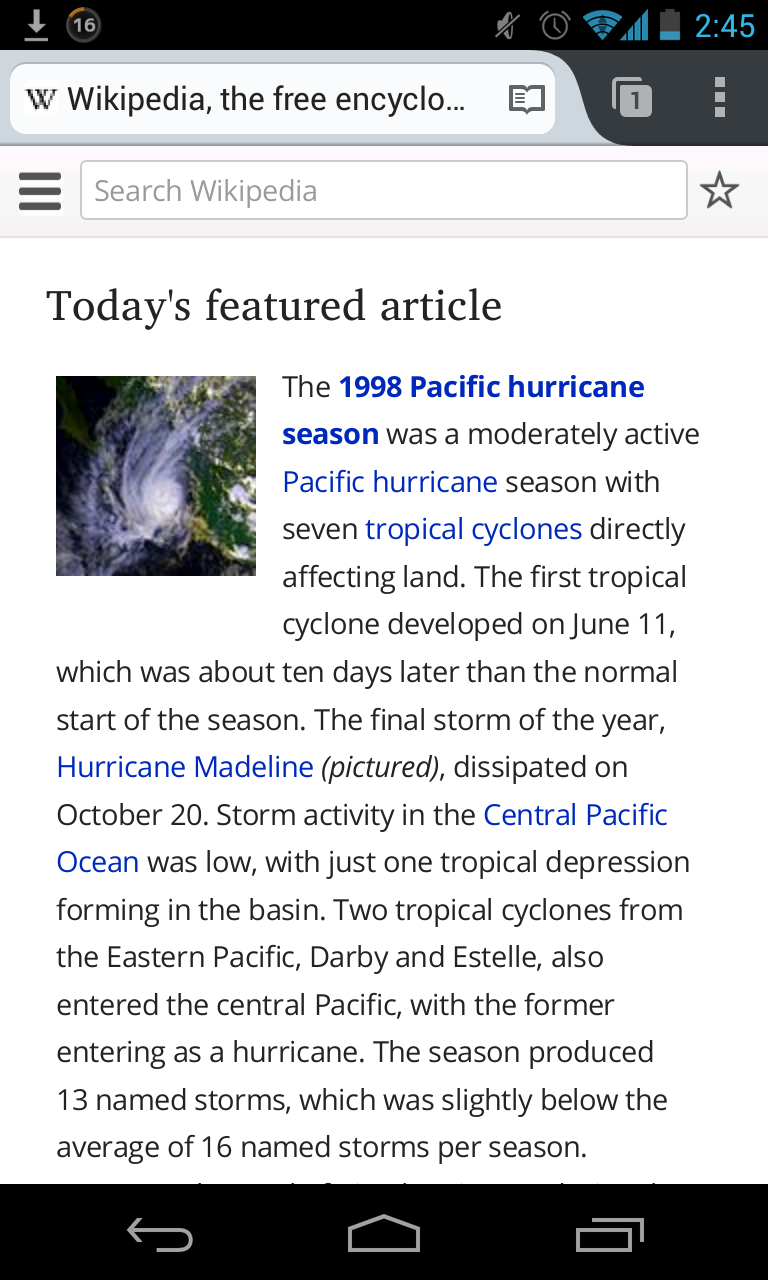 16 2:45
W Wikipedia, the free encyclo... 1
Search Wikipedia
Today's featured article
The 1998 Pacific hurricane
season was a moderately active
Pacific hurricane season with
seven tropical cyclones directly
affecting land. The first tropical
cyclone developed on June 11,
which was about ten days later than the normal
start of the season. The final storm of the year,
Hurricane Madeline (pictured), dissipated on
October 20. Storm activity in the Central Pacific
Ocean was low, with just one tropical depression
forming in the basin. Two tropical cyclones from
the Eastern Pacific, Darby and Estelle, also
entered the central Pacific, with the former
entering as a hurricane. The season produced
13 named storms, which was slightly below the
average of 16 named storms per season.